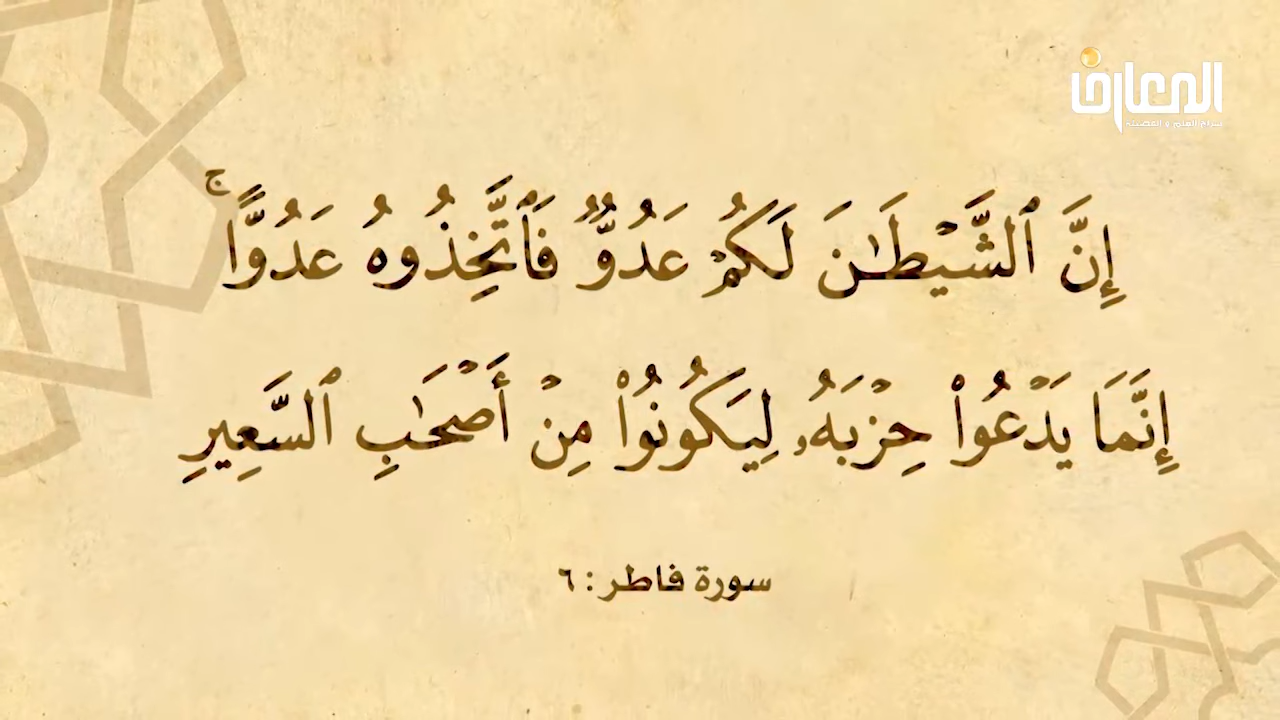 المعارف
إِنَّ ٱلشَّيْطَـٰنَ لَكُمْ عَدُوٌّ فَٱتَّخِذُوهُ عَدُوًّا ۚ
إِنَّمَا يَدْعُوا۟ حِزْبَهُۥ لِيَكُونُوا۟ مِنْ أَصْحَـٰبِ ٱلسَّعِيرِ
سورة فاطر : ٦